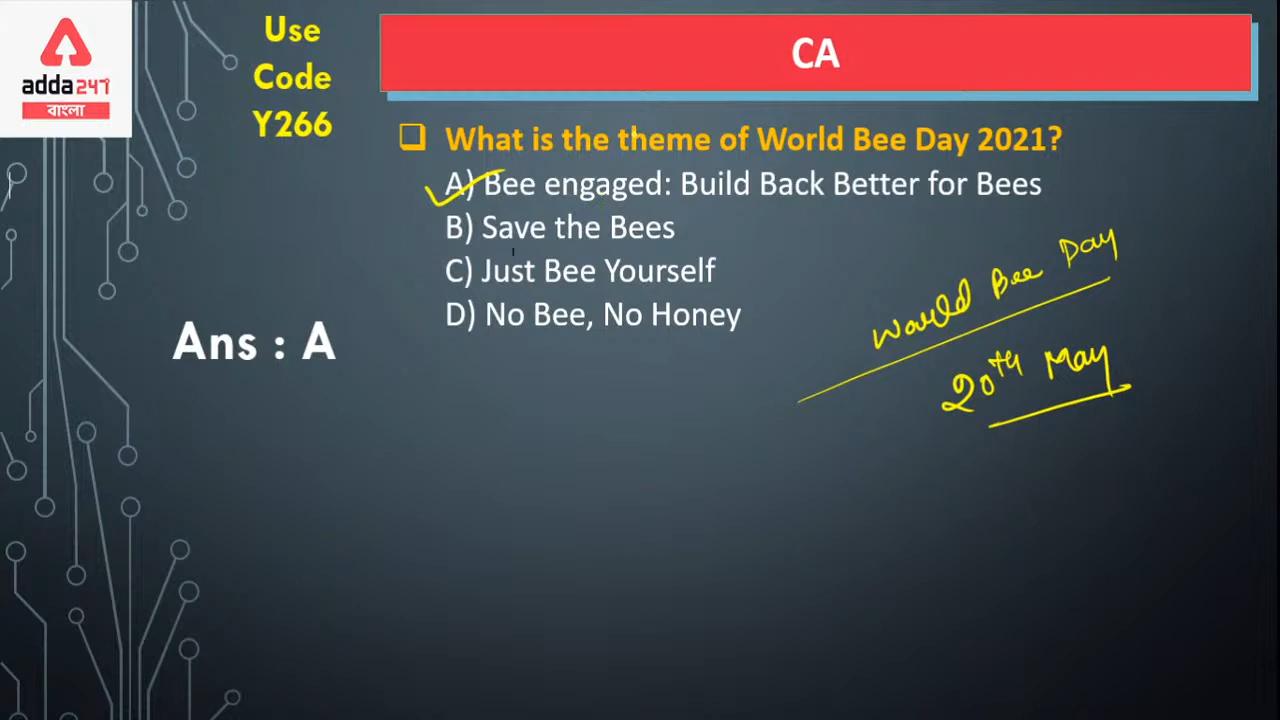 adda247
বাংলা
Use
Code
Y266
CA
What is the theme of World Bee Day 2021?
A) Bee engaged: Build Back Better for Bees
B) Save the Bees
C) Just Bee Yourself
D) No Bee, No Honey
Ans : A
World Bee Day
20th May